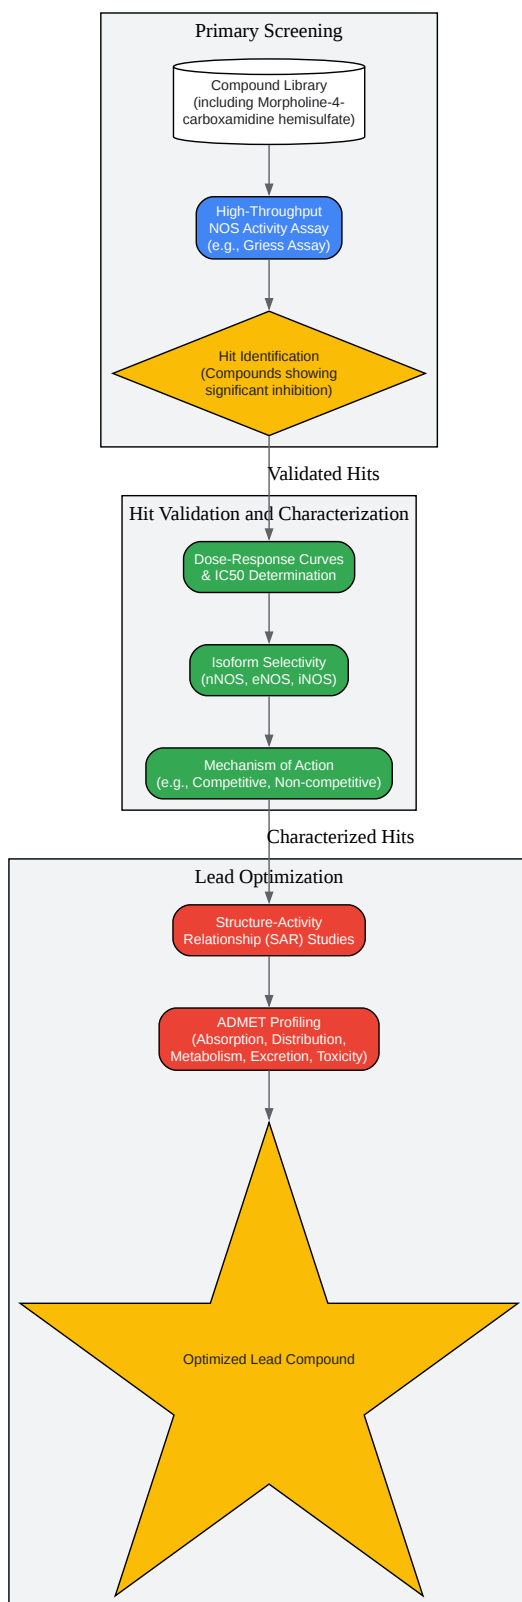 Primary Screening
Compound Library
(including Morpholine-4-
carboxamidine hemisulfate)
High-Throughput
NOS Activity Assay
(e.g., Griess Assay)
Hit Identification
(Compounds showing
significant inhibition)
Validated Hits
Hit Validation and Characterization
Dose-Response Curves
& IC50 Determination
Isoform Selectivity
(nNOS, eNOS, iNOS)
Mechanism of Action
(e.g., Competitive, Non-competitive)
Characterized Hits
Lead Optimization
Structure-Activity
Relationship (SAR) Studies
ADMET Profiling
(Absorption, Distribution,
Metabolism, Excretion, Toxicity)
Optimized Lead Compound